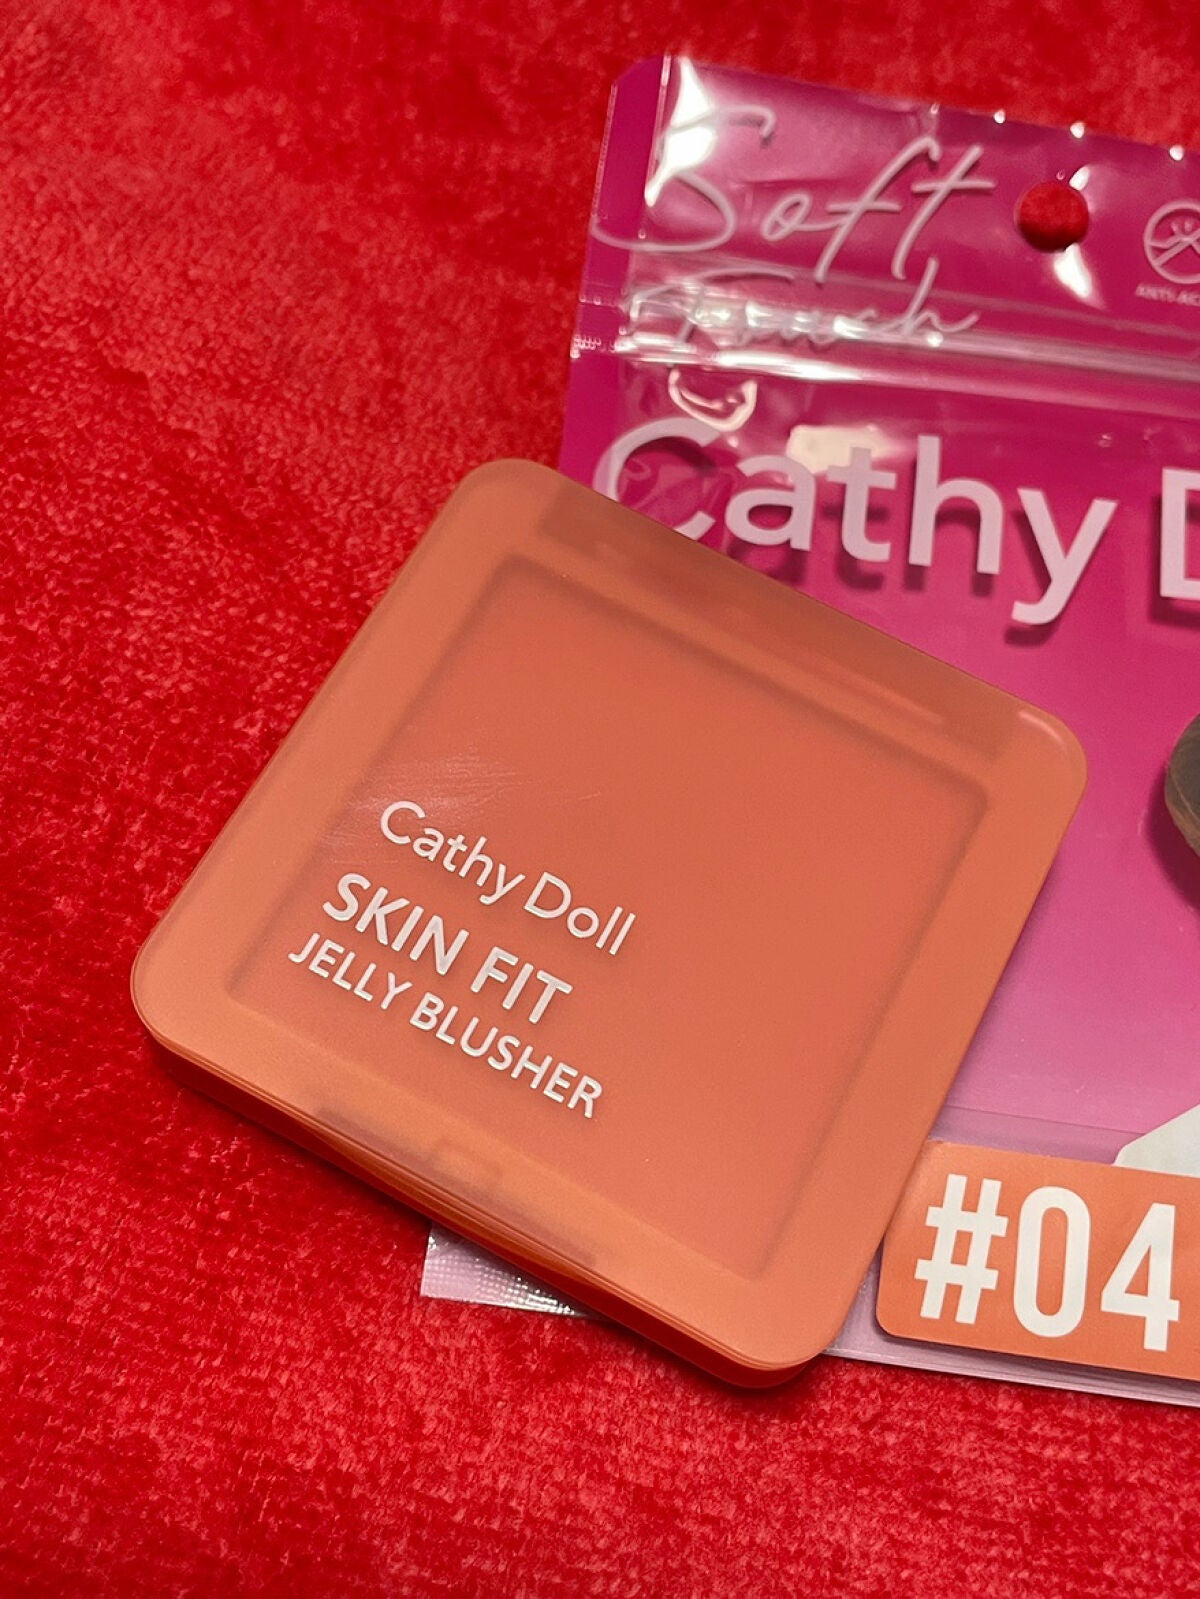 Soft
Touch
Cathy
Cathy Doll
SKIN FIT
JELLY BLUSHER
#04